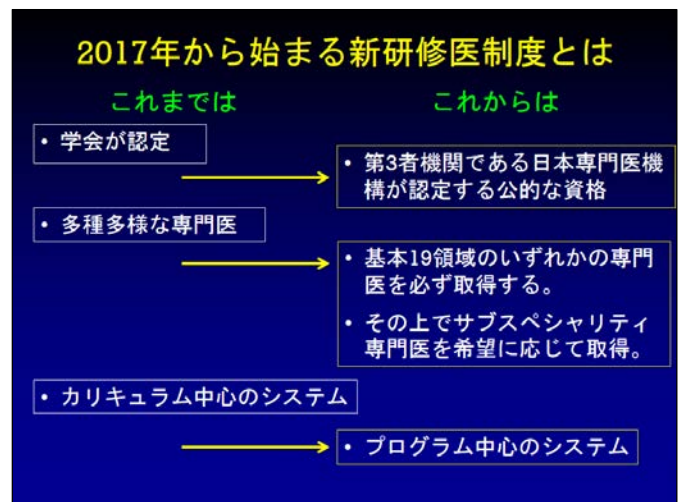 2017年から始まる新研修医制度とは
これまでは
これからは
・学会が認定
・第3者機関である日本専門医機
構が認定する公的な資格
・多種多様な専門医
・基本19領域のいずれかの専門
医を必ず取得する。
・その上でサブスペシャリティ
専門医を希望に応じて取得。
・カリキュラム中心のシステム
・プログラム中心のシステム